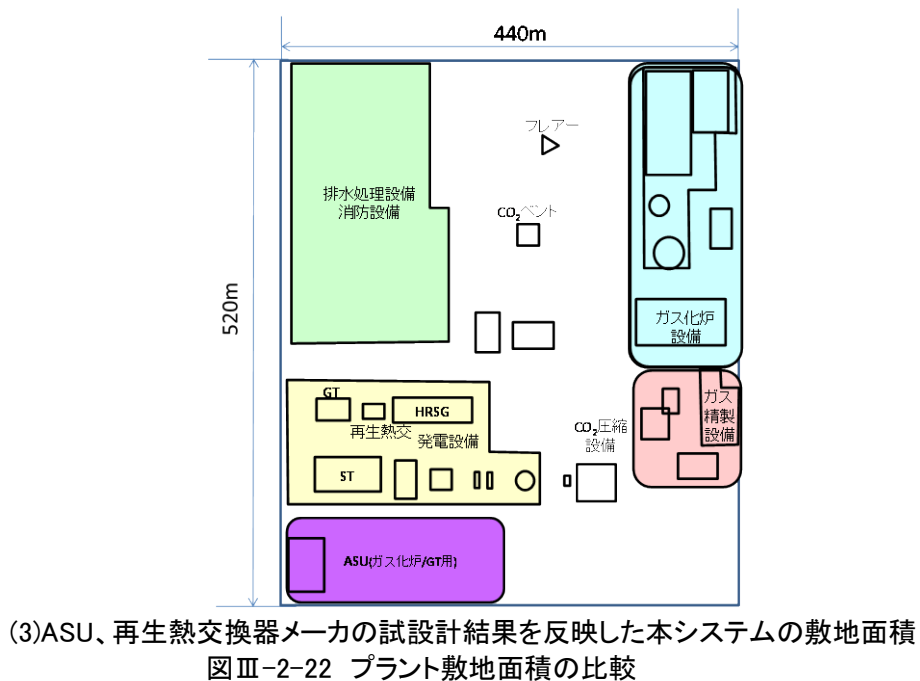 440m
520m
フレアー
排水処理設備
消防設備
CO₂ベント
ガス化炉
設備
GT
HRSG
再生熱交
発電設備
ST
CO₂圧縮
設備
ガス
精製
設備
ASU(ガス化炉/GT用)
(3)ASU、再生熱交換器メーカの試設計結果を反映した本システムの敷地面積
図Ⅲ-2-22 プラント敷地面積の比較